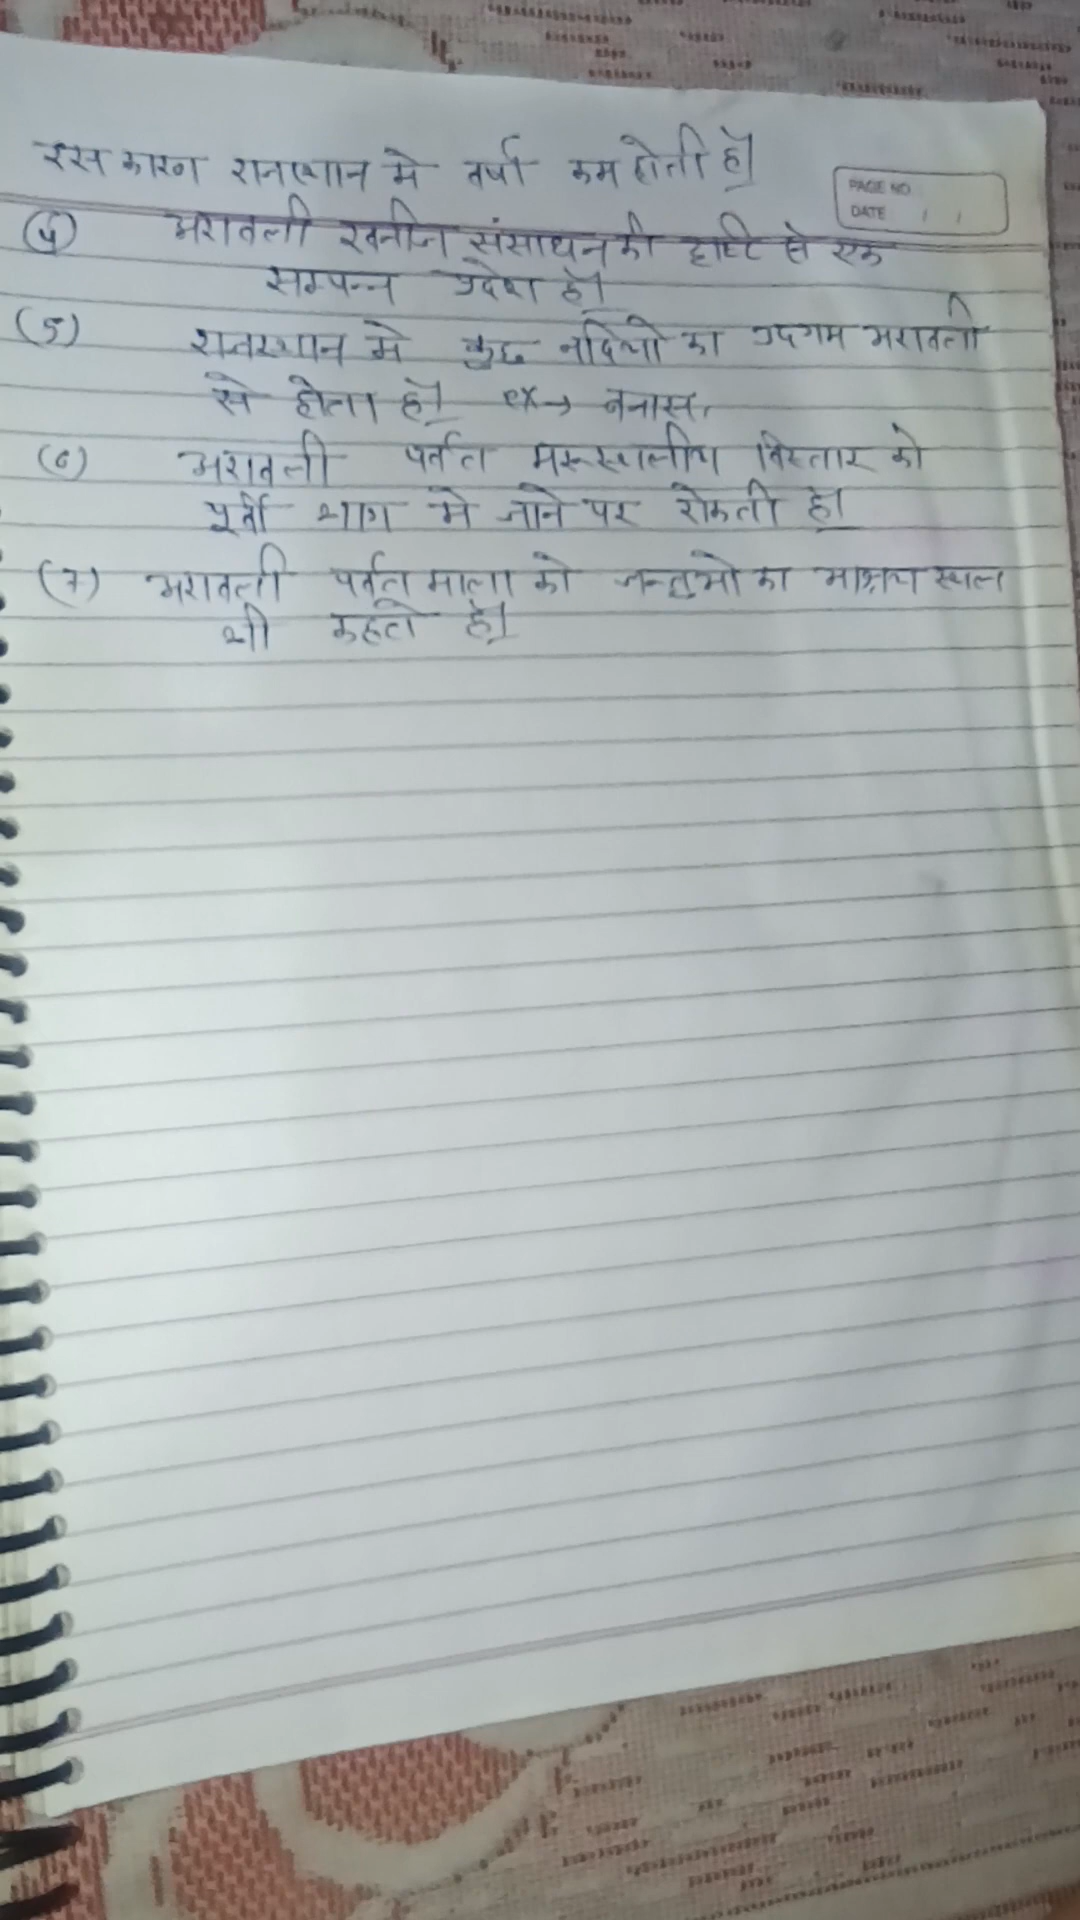 इस कारण राजस्थान मे वर्षा कम होती है।
PAGE NO
DATE / /
(4) अरावली खनीज संसाधन की दृष्टि से एक
सम्पन्न प्रदेश है।
(5) राजस्थान मे कुछ नदियो का उदगम अरावली
से होता है। ex→ बनास,
(6) अरावली पर्वत मरूस्थलीय विस्तार को
पूर्वी भाग मे जाने पर रोकती है।
(7) अरावली पर्वत माला को जन्तुओ का आश्रय स्थल
भी कहते है।